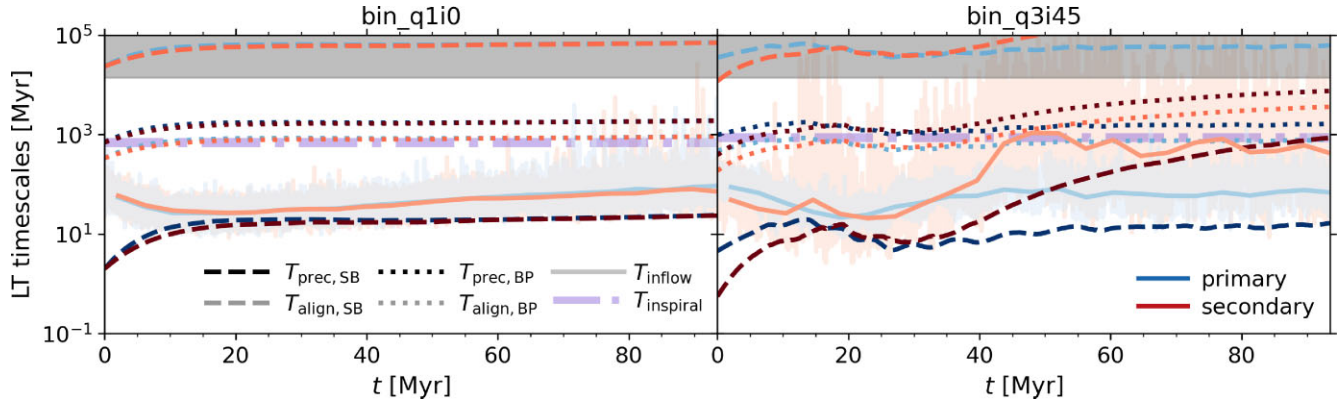 bin_q1i0
bin_q3i45
LT timescales [Myr]
10^5
10^3
10^1
10^-1
T_prec, SB
T_prec, BP
T_inflow
T_align, SB
T_align, BP
T_inspiral
primary
secondary
0 20 40 60 80
0 20 40 60 80
t [Myr]
t [Myr]